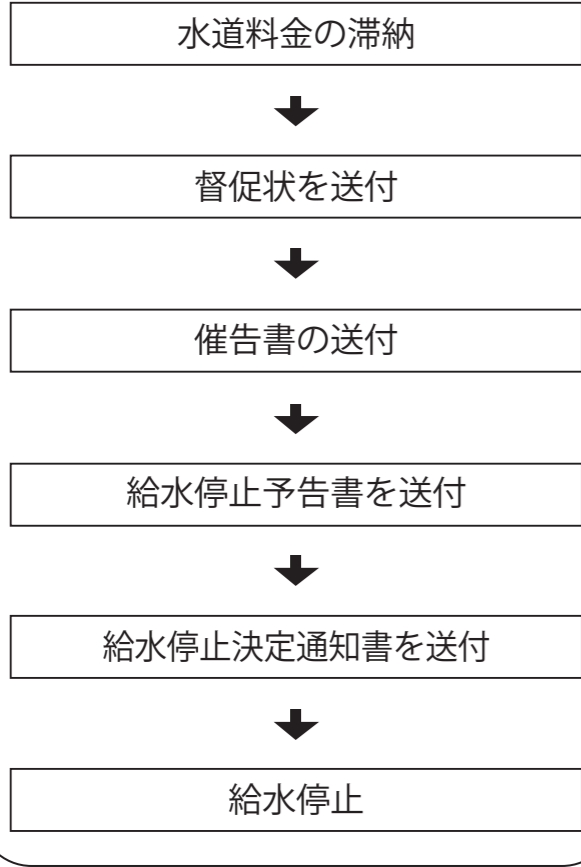 水道料金の滞納
督促状を送付
催告書の送付
給水停止予告書を送付
給水停止決定通知書を送付
給水停止